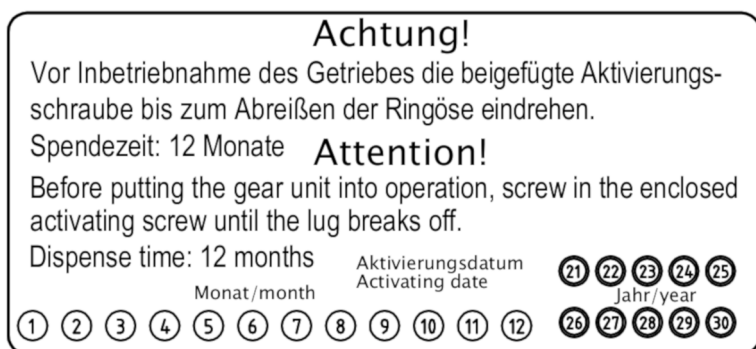 Achtung!
Vor Inbetriebnahme des Getriebes die beigefügte Aktivierungs-
schraube bis zum Abreißen der Ringöse eindrehen.
Spendezeit: 12 Monate
Attention!
Before putting the gear unit into operation, screw in the enclosed
activating screw until the lug breaks off.
Dispense time: 12 months
Aktivierungsdatum
Activating date
Monat/month
1 2 3 4 5 6 7 8 9 10 11 12
21 22 23 24 25
Jahr/year
26 27 28 29 30